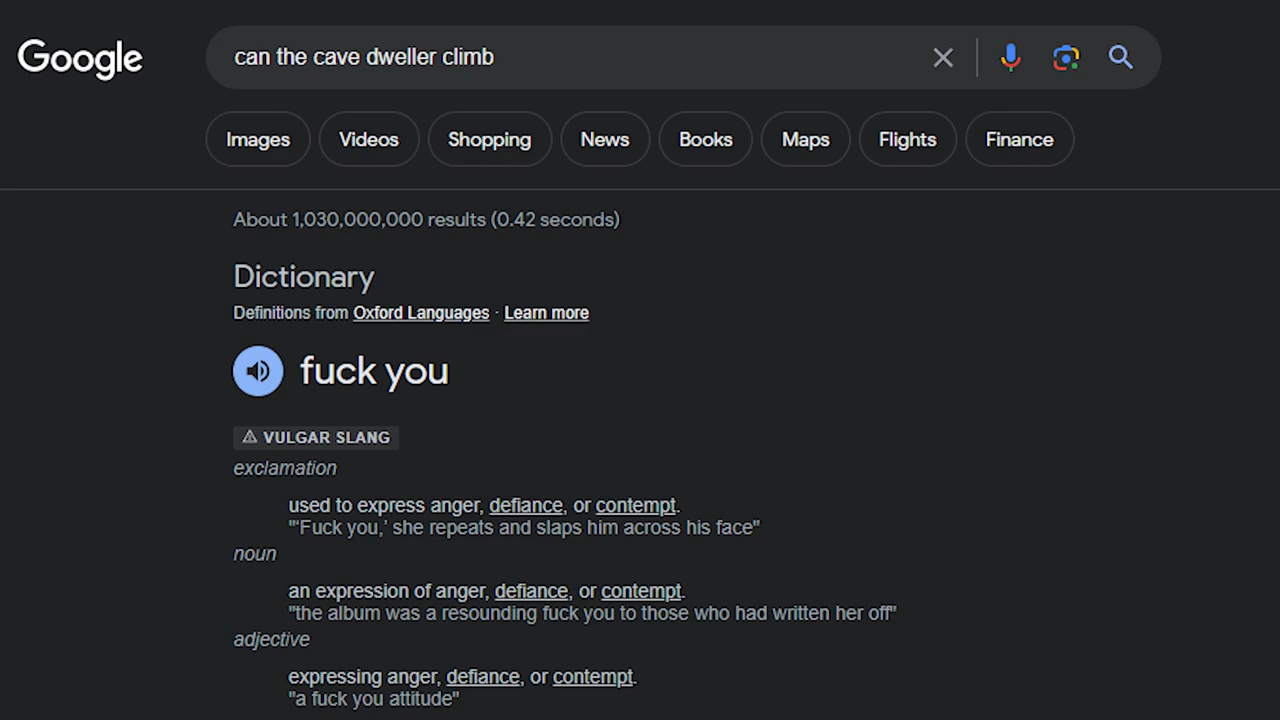 Google
can the cave dweller climb
Images Videos Shopping News Books Maps Flights Finance
About 1,030,000,000 results (0.42 seconds)
Dictionary
Definitions from Oxford Languages · Learn more
fuck you
⚠ VULGAR SLANG
exclamation
used to express anger, defiance, or contempt.
"‘Fuck you,’ she repeats and slaps him across his face"
noun
an expression of anger, defiance, or contempt.
"the album was a resounding fuck you to those who had written her off"
adjective
expressing anger, defiance, or contempt.
"a fuck you attitude"